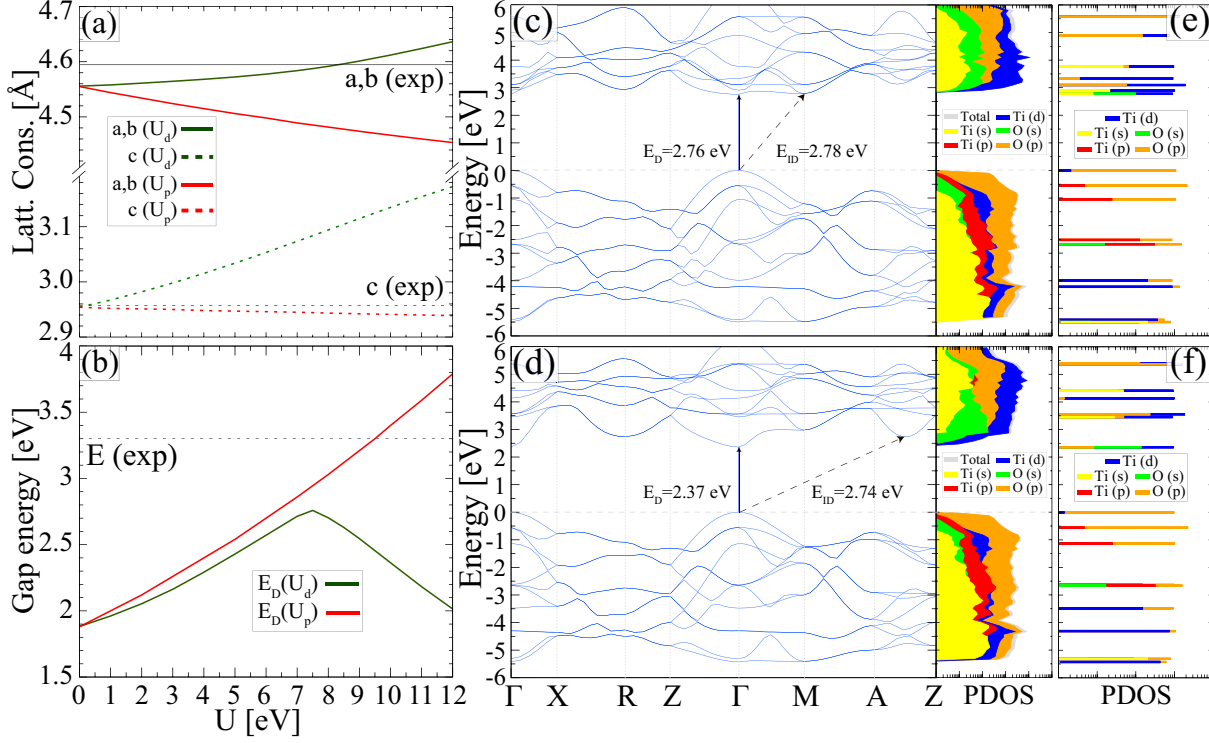 (a)
4.6
4.5
3.1
3.0
2.9
Latt. Cons. [Å]
a,b (exp)
a,b (U_d)
c (U_d)
a,b (U_p)
c (U_p)
c (exp)
(b)
4
3.5
3
2.5
2
1.5
Gap energy [eV]
E (exp)
E_D(U_d)
E_D(U_p)
0 1 2 3 4 5 6 7 8 9 10 11 12
U [eV]
(c)
6
5
4
3
2
1
0
-1
-2
-3
-4
-5
-6
Energy [eV]
E_D=2.76 eV
E_ID=2.78 eV
Total Ti (d)
Ti (s) O (s)
Ti (p) O (p)
(e)
Ti (d)
Ti (s) O (s)
Ti (p) O (p)
(d)
6
5
4
3
2
1
0
-1
-2
-3
-4
-5
-6
Energy [eV]
E_D=2.37 eV
E_ID=2.74 eV
Total Ti (d)
Ti (s) O (s)
Ti (p) O (p)
(f)
Ti (d)
Ti (s) O (s)
Ti (p) O (p)
Γ X R Z Γ M A Z
PDOS
PDOS